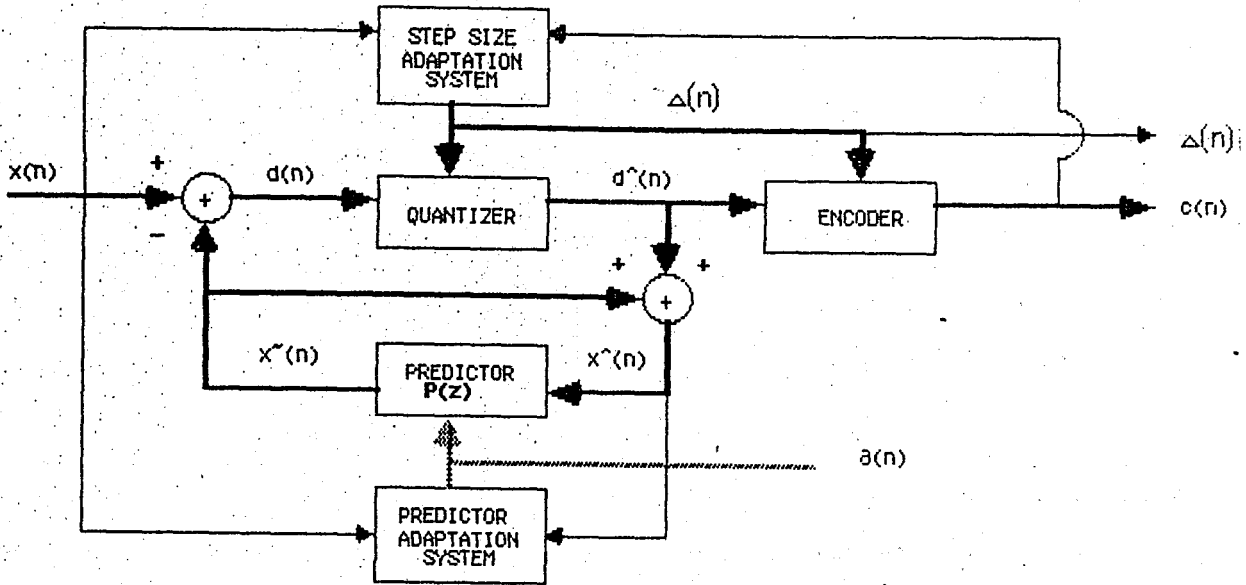 STEP SIZE
ADAPTATION
SYSTEM
Δ(n)
Δ(n)
x(n)
+
d(n)
d^(n)
+
QUANTIZER
ENCODER
c(n)
−
+
+
+
x~(n)
x^(n)
PREDICTOR
P(z)
a(n)
PREDICTOR
ADAPTATION
SYSTEM